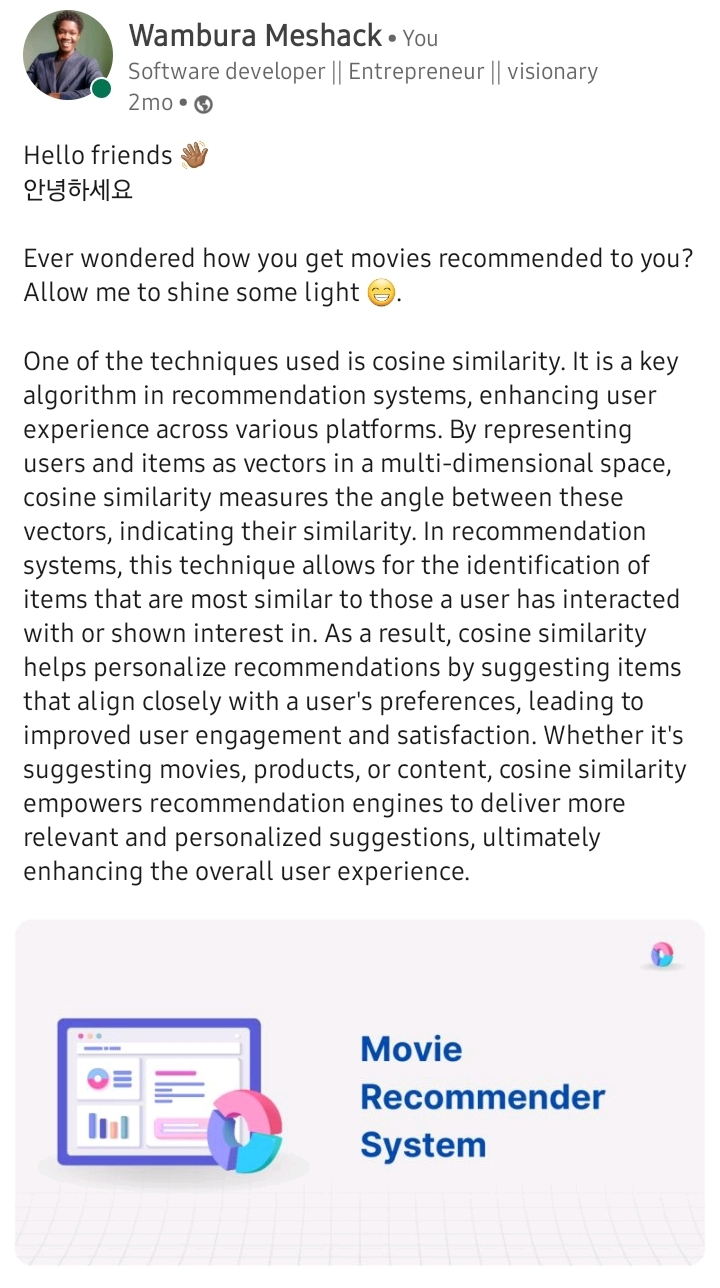 Wambura Meshack • You
Software developer || Entrepreneur || visionary
2mo •
Hello friends 👋🏾
안녕하세요
Ever wondered how you get movies recommended to you?
Allow me to shine some light 😁.
One of the techniques used is cosine similarity. It is a key
algorithm in recommendation systems, enhancing user
experience across various platforms. By representing
users and items as vectors in a multi-dimensional space,
cosine similarity measures the angle between these
vectors, indicating their similarity. In recommendation
systems, this technique allows for the identification of
items that are most similar to those a user has interacted
with or shown interest in. As a result, cosine similarity
helps personalize recommendations by suggesting items
that align closely with a user's preferences, leading to
improved user engagement and satisfaction. Whether it's
suggesting movies, products, or content, cosine similarity
empowers recommendation engines to deliver more
relevant and personalized suggestions, ultimately
enhancing the overall user experience.
Movie
Recommender
System